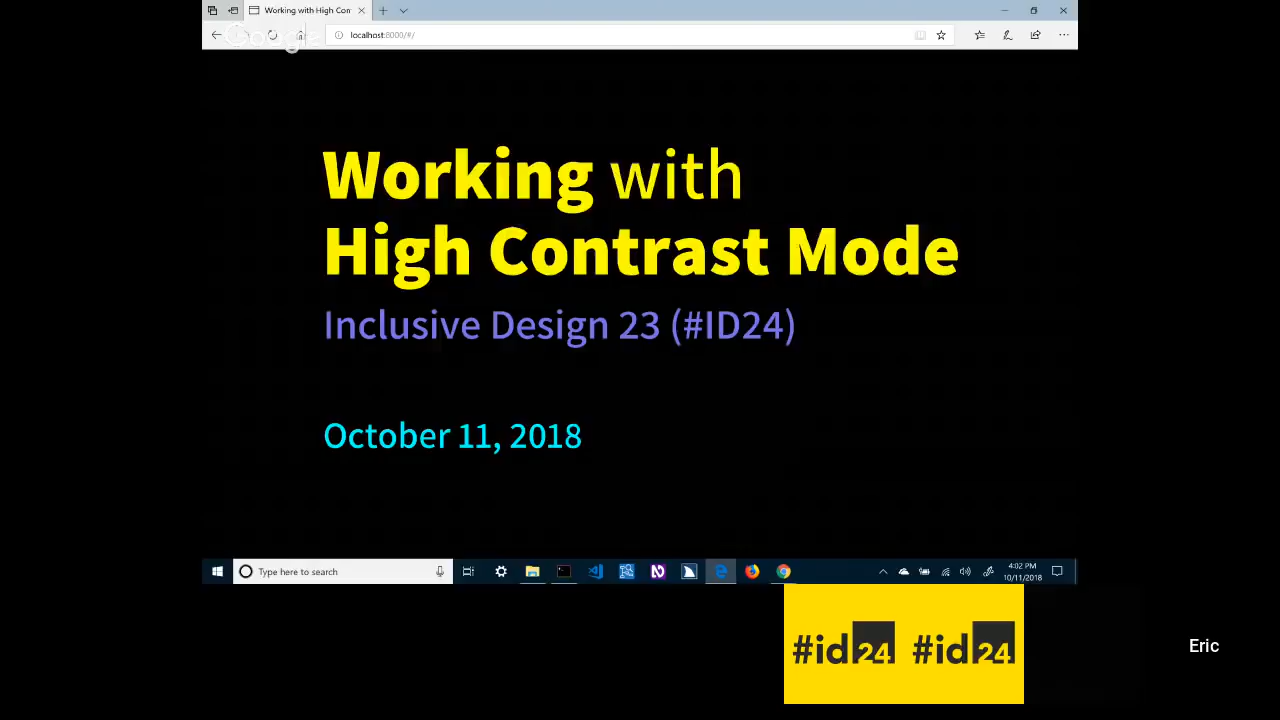 Working with High Con
localhost:8000/#/
Google
Working with
High Contrast Mode
Inclusive Design 23 (#ID24)
October 11, 2018
Type here to search
4:02 PM
10/11/2018
#id24 #id24
Eric